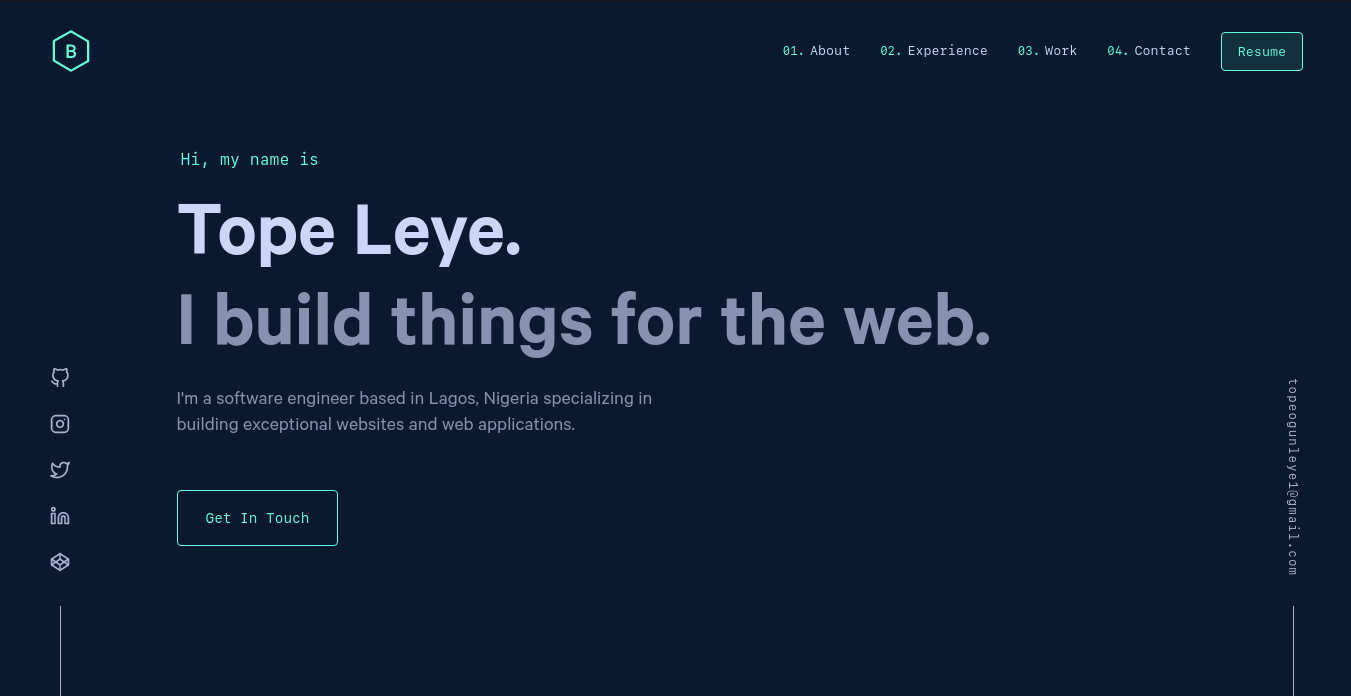 B
01. About 02. Experience 03. Work 04. Contact Resume
Hi, my name is
Tope Leye.
I build things for the web.
I'm a software engineer based in Lagos, Nigeria specializing in
building exceptional websites and web applications.
Get In Touch
topeogunleye1@gmail.com